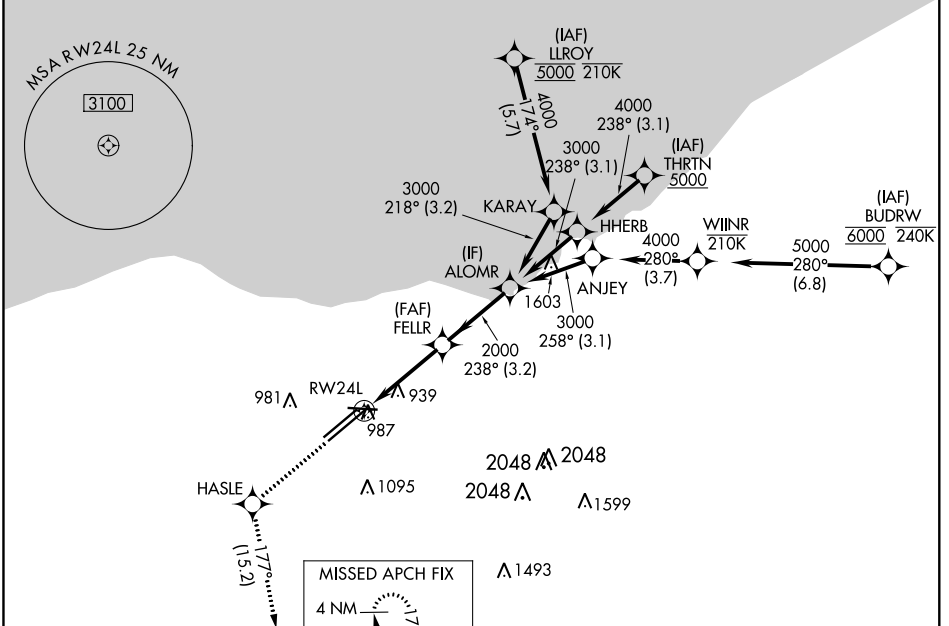 MSA RW24L 25 NM
3100
(IAF)
LLROY
5000 210K
4000
174°
(5.7)
4000
238° (3.1)
3000
238° (3.1)
(IAF)
THRTN
5000
3000
218° (3.2)
KARAY
HHERB
(IAF)
BUDRW
6000 240K
WIINR
210K
4000
280°
(3.7)
5000
280°
(6.8)
(IF)
ALOMR
ANJEY
1603
3000
258° (3.1)
(FAF)
FELLR
2000
238° (3.2)
RW24L
981
939
987
2048
2048
2048
1095
1599
HASLE
177°
(15.2)
1493
MISSED APCH FIX
4 NM